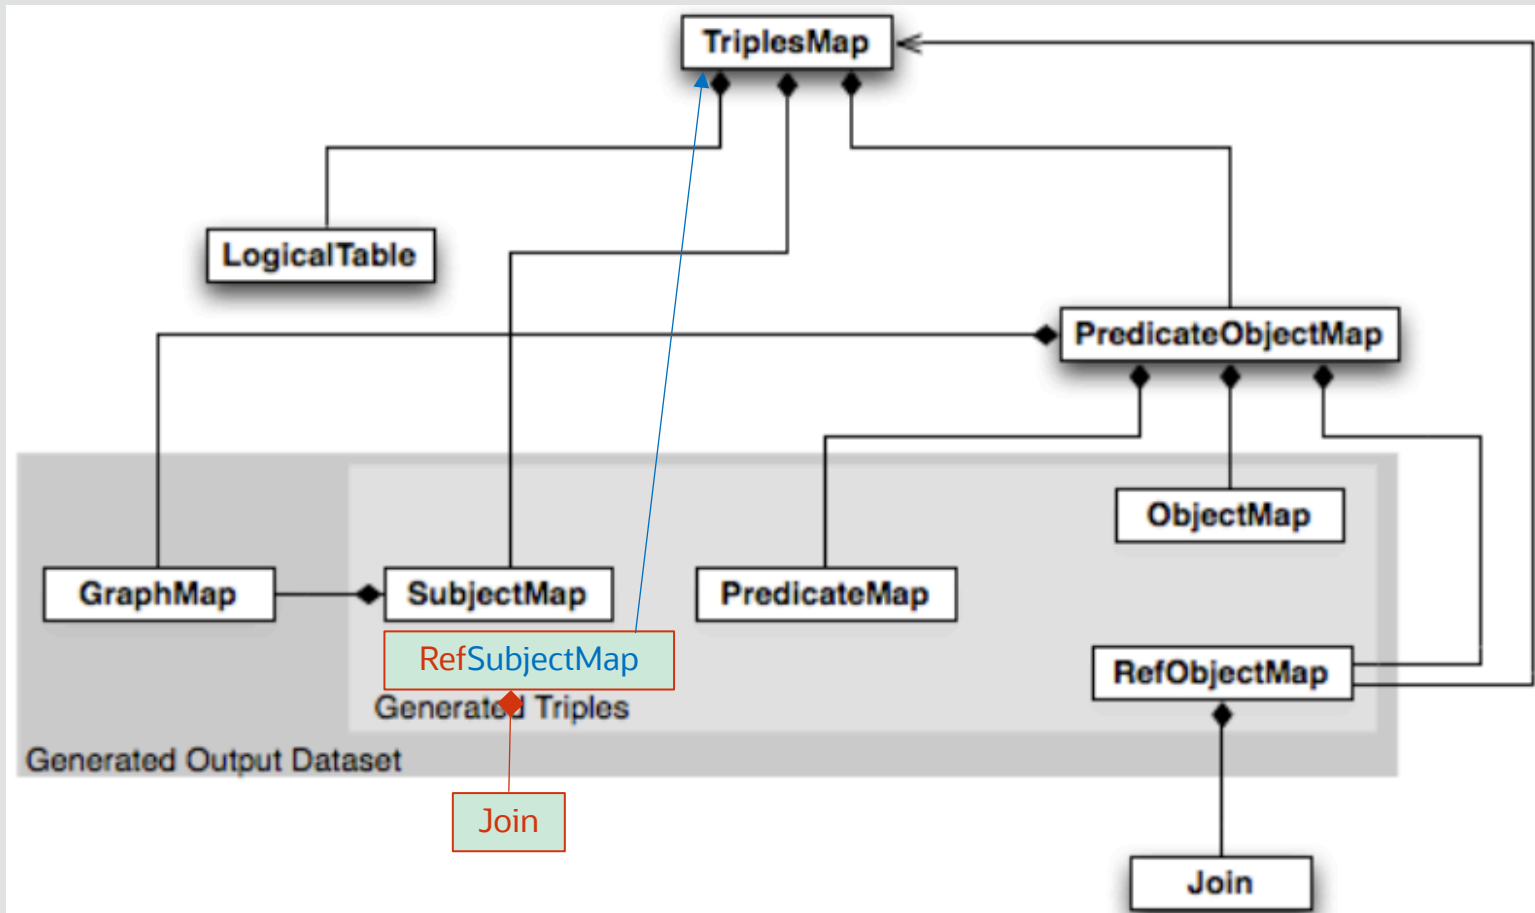 TriplesMap
LogicalTable
PredicateObjectMap
ObjectMap
GraphMap
SubjectMap
PredicateMap
RefSubjectMap
RefObjectMap
Generated Triples
Generated Output Dataset
Join
Join